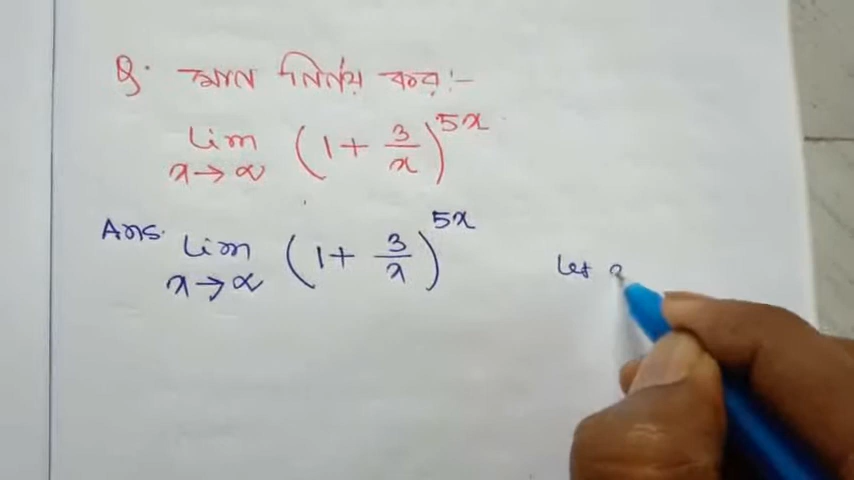 Q. মান নির্ণয় কর :-
lim x→∞ (1 + 3/x)^5x
Ans. lim x→∞ (1 + 3/x)^5x
Let